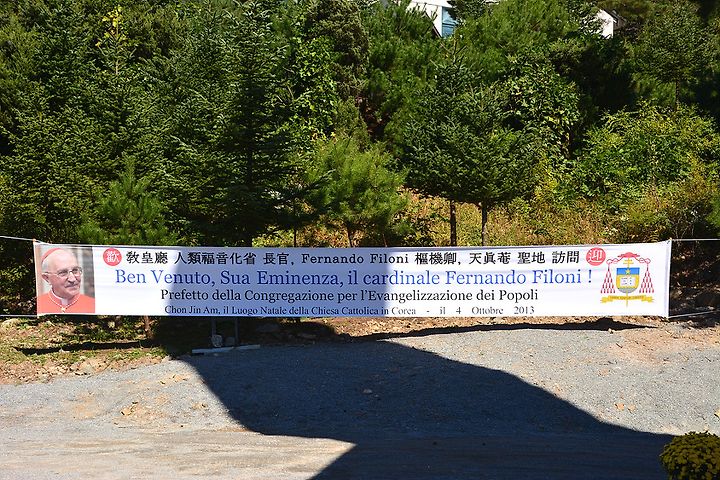 歡 敎皇廳 人類福音化省 長官, Fernando Filoni 樞機卿, 天眞菴 聖地 訪問 迎
Ben Venuto, Sua Eminenza, il cardinale Fernando Filoni !
Prefetto della Congregazione per l'Evangelizzazione dei Popoli
Chon Jin Am, il Luogo Natale della Chiesa Cattolica in Corea - il 4 Ottobre 2013